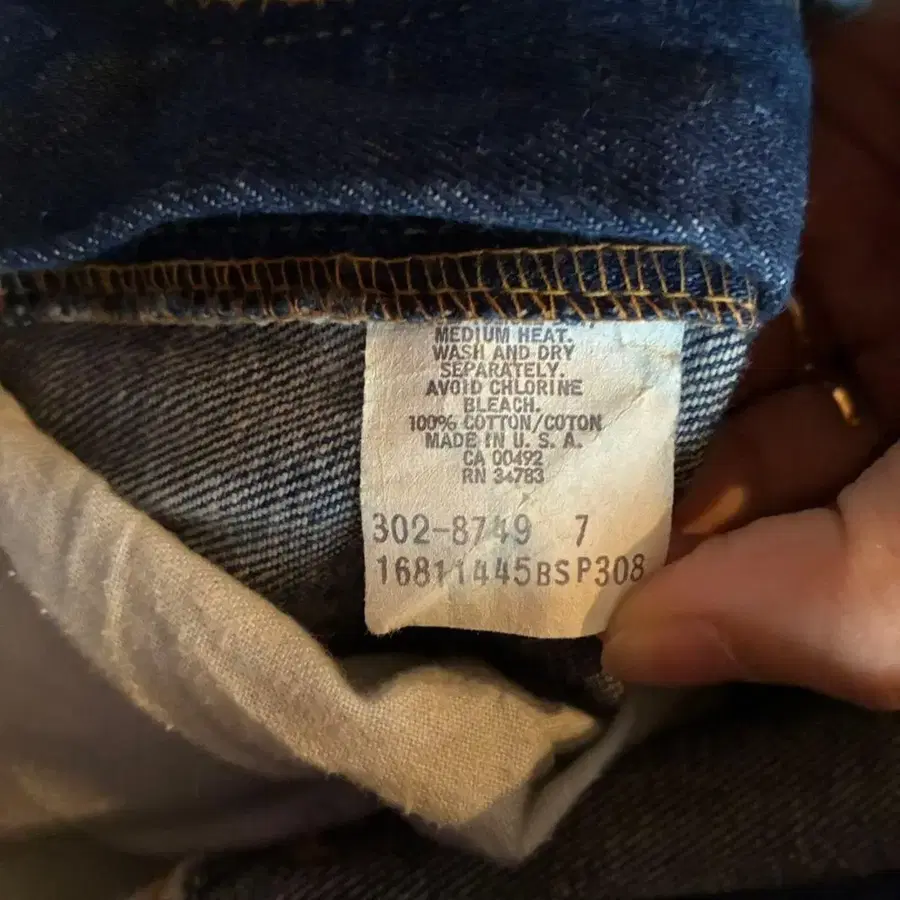 MEDIUM HEAT.
WASH AND DRY
SEPARATELY.
AVOID CHLORINE
BLEACH.
100% COTTON/COTON
MADE IN U. S. A.
CA 00492
RN 34783
302-8749 7
16811445BSP308